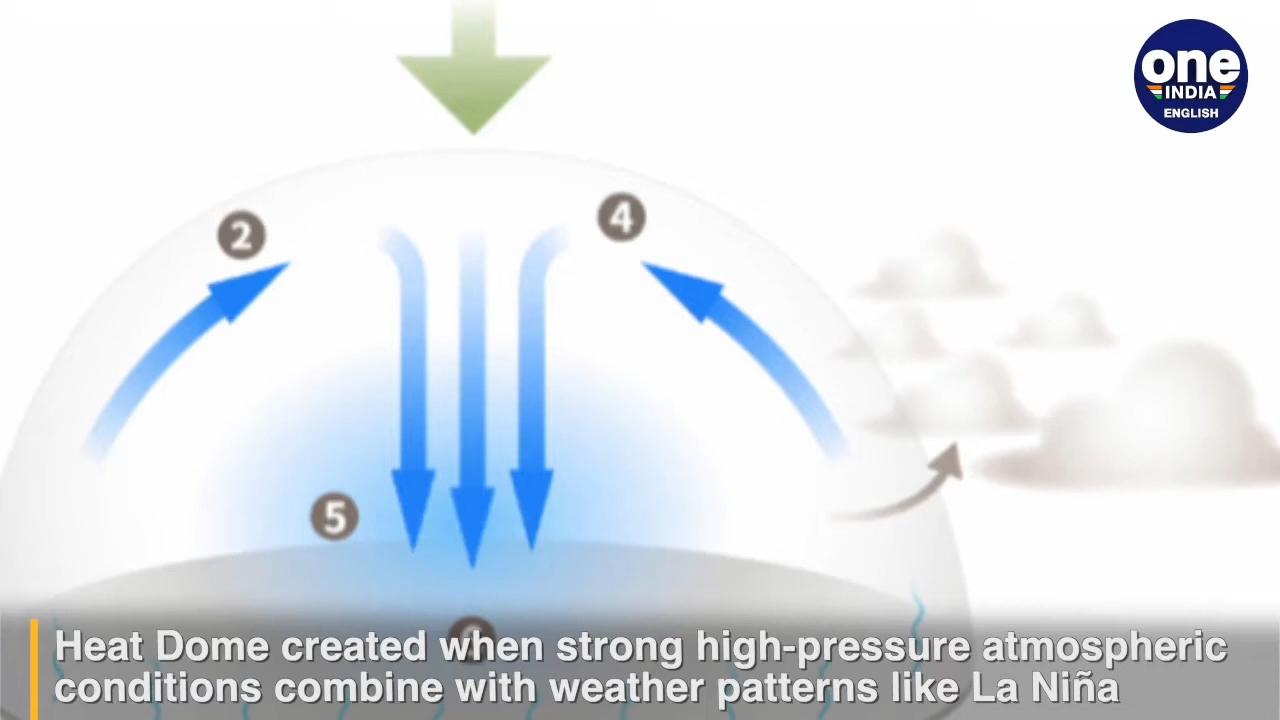 one
INDIA
ENGLISH
2
4
5
Heat Dome created when strong high-pressure atmospheric
conditions combine with weather patterns like La Niña